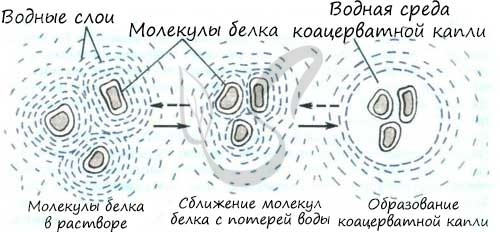 Водные слои
Молекулы белка
Водная среда
коацерватной капли
Молекулы белка
в растворе
Сближение молекул
белка с потерей воды
Образование
коацерватной капли